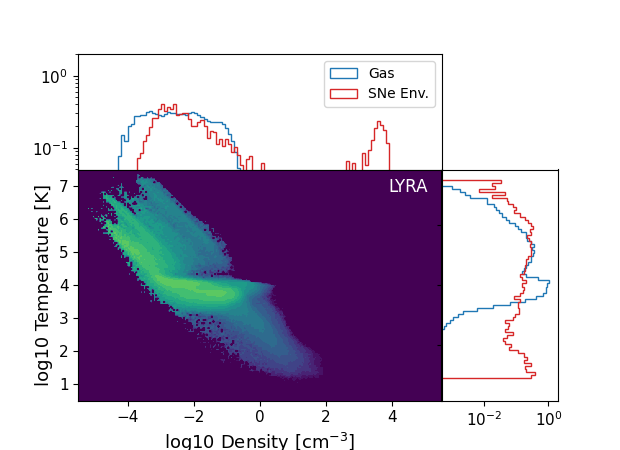 10⁰
10⁻¹
Gas
SNe Env.
LYRA
log10 Temperature [K]
7
6
5
4
3
2
1
−4 −2 0 2 4
10⁻² 10⁰
log10 Density [cm⁻³]